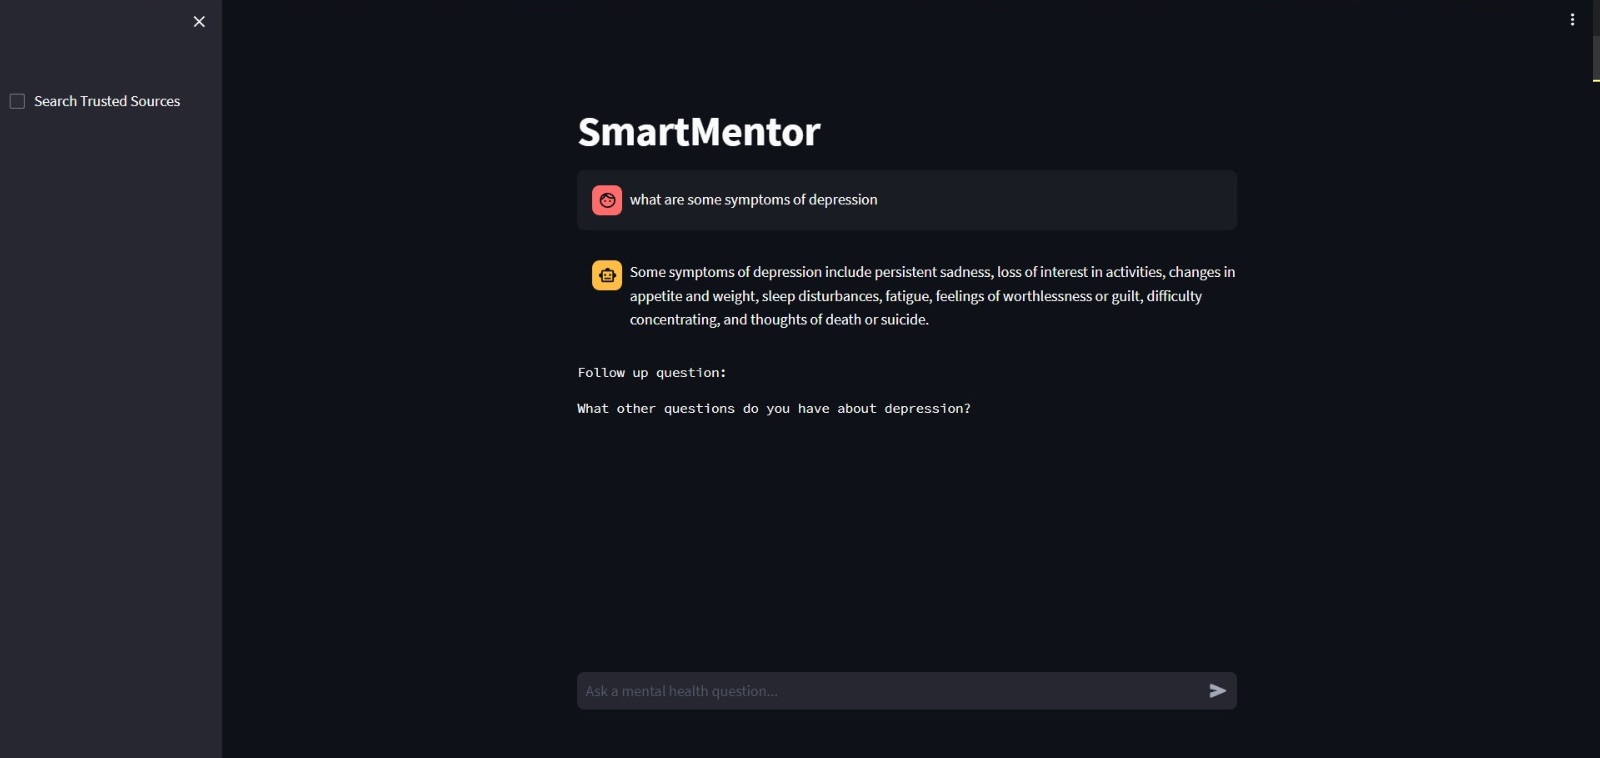 Search Trusted Sources
SmartMentor
what are some symptoms of depression
Some symptoms of depression include persistent sadness, loss of interest in activities, changes in
appetite and weight, sleep disturbances, fatigue, feelings of worthlessness or guilt, difficulty
concentrating, and thoughts of death or suicide.
Follow up question:
What other questions do you have about depression?
Ask a mental health question...